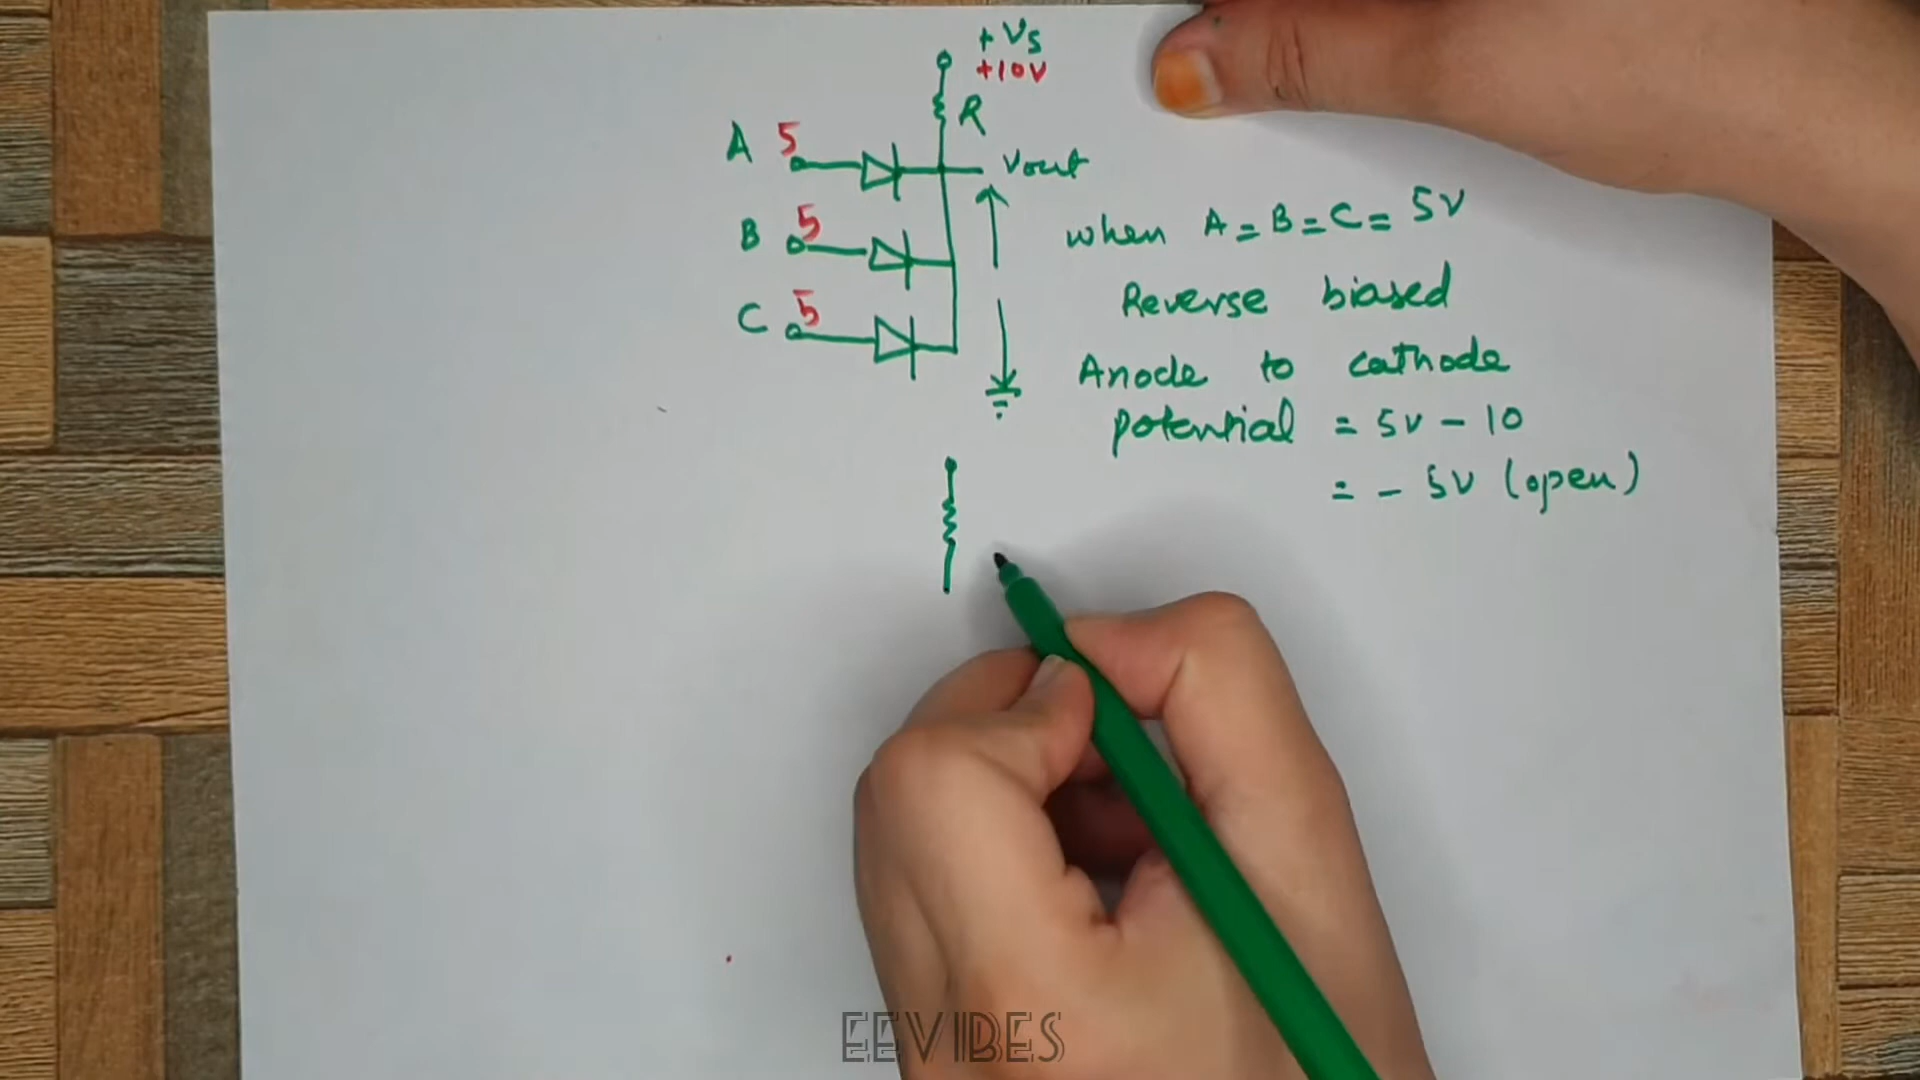 + Vs
+10V
R
A 5
Vout
B 5
C 5
when A = B = C = 5V
Reverse biased
Anode to cathode
potential = 5V - 10
= - 5V (open)
EEVIBES